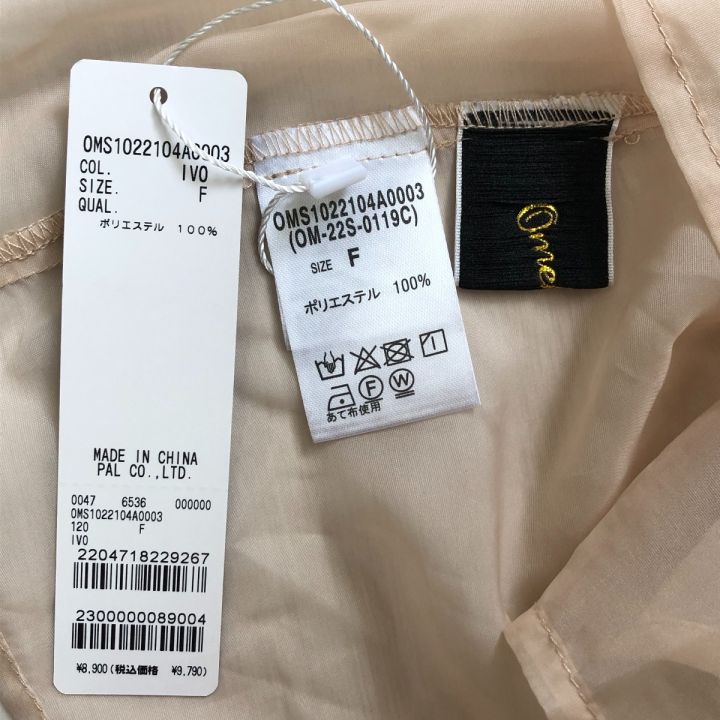 OMS1022104A0003
COL. IVO
SIZE. F
QUAL.
ポリエステル 100%
MADE IN CHINA
PAL CO.,LTD.
0047 6536 000000
OMS1022104A0003
120 F
IVO
2204718229267
2300000089004
¥8,900(税込価格 ¥9,790)
OMS1022104A0003
(OM-22S-0119C)
SIZE F
ポリエステル 100%
F W
あて布使用